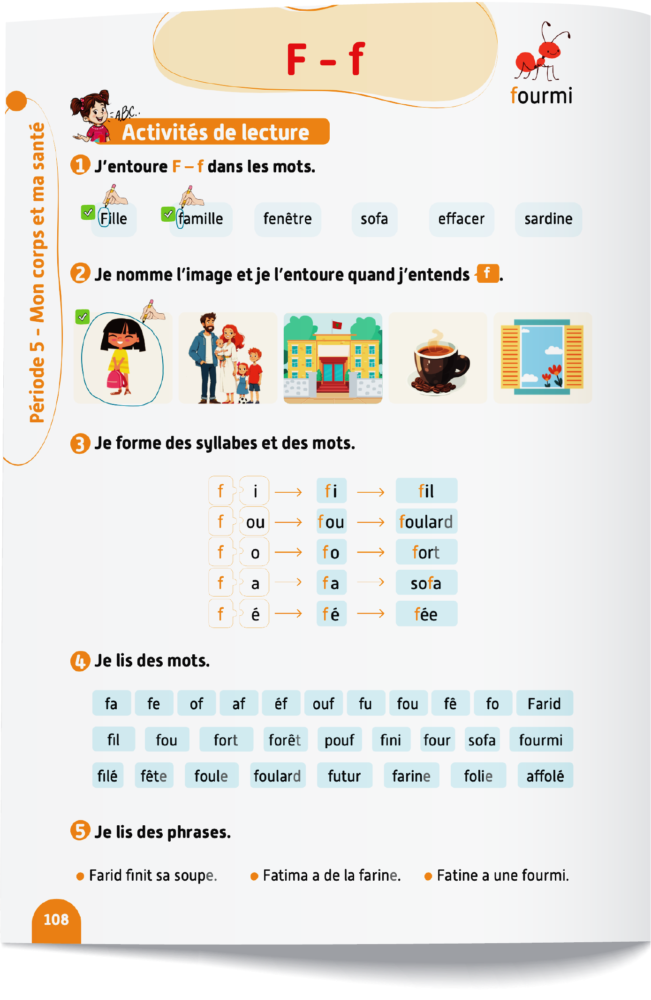 F – f
fourmi
A.B.C..
Activités de lecture
Période 5 – Mon corps et ma santé
1 J'entoure F – f dans les mots.
Fille famille fenêtre sofa effacer sardine
2 Je nomme l'image et je l'entoure quand j'entends f .
3 Je forme des syllabes et des mots.
f i fi fil
f ou fou foulard
f o fo fort
f a fa sofa
f é fé fée
4 Je lis des mots.
fa fe of af éf ouf fu fou fê fo Farid
fil fou fort forêt pouf fini four sofa fourmi
filé fête foule foulard futur farine folie affolé
5 Je lis des phrases.
• Farid finit sa soupe. • Fatima a de la farine. • Fatine a une fourmi.
108